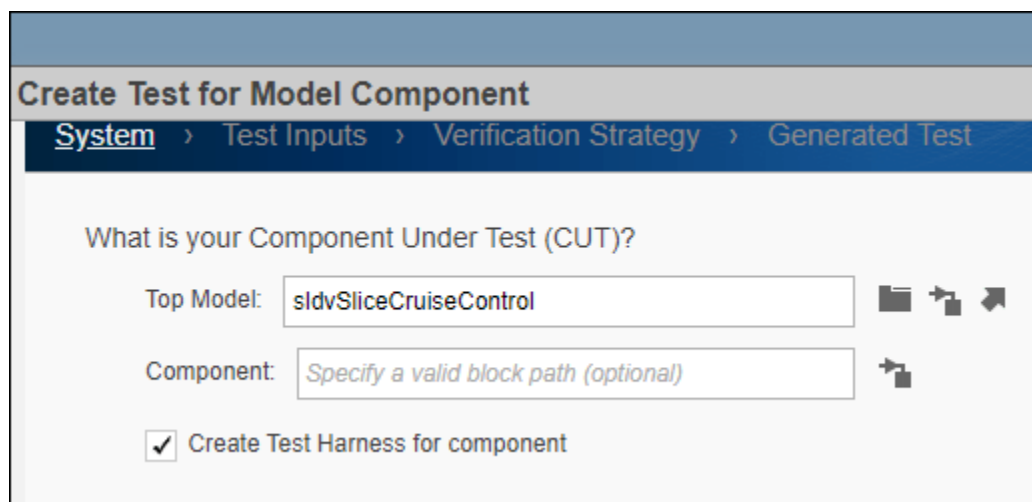 Create Test for Model Component
System › Test Inputs › Verification Strategy › Generated Test
What is your Component Under Test (CUT)?
Top Model: sldvSliceCruiseControl
Component: Specify a valid block path (optional)
Create Test Harness for component